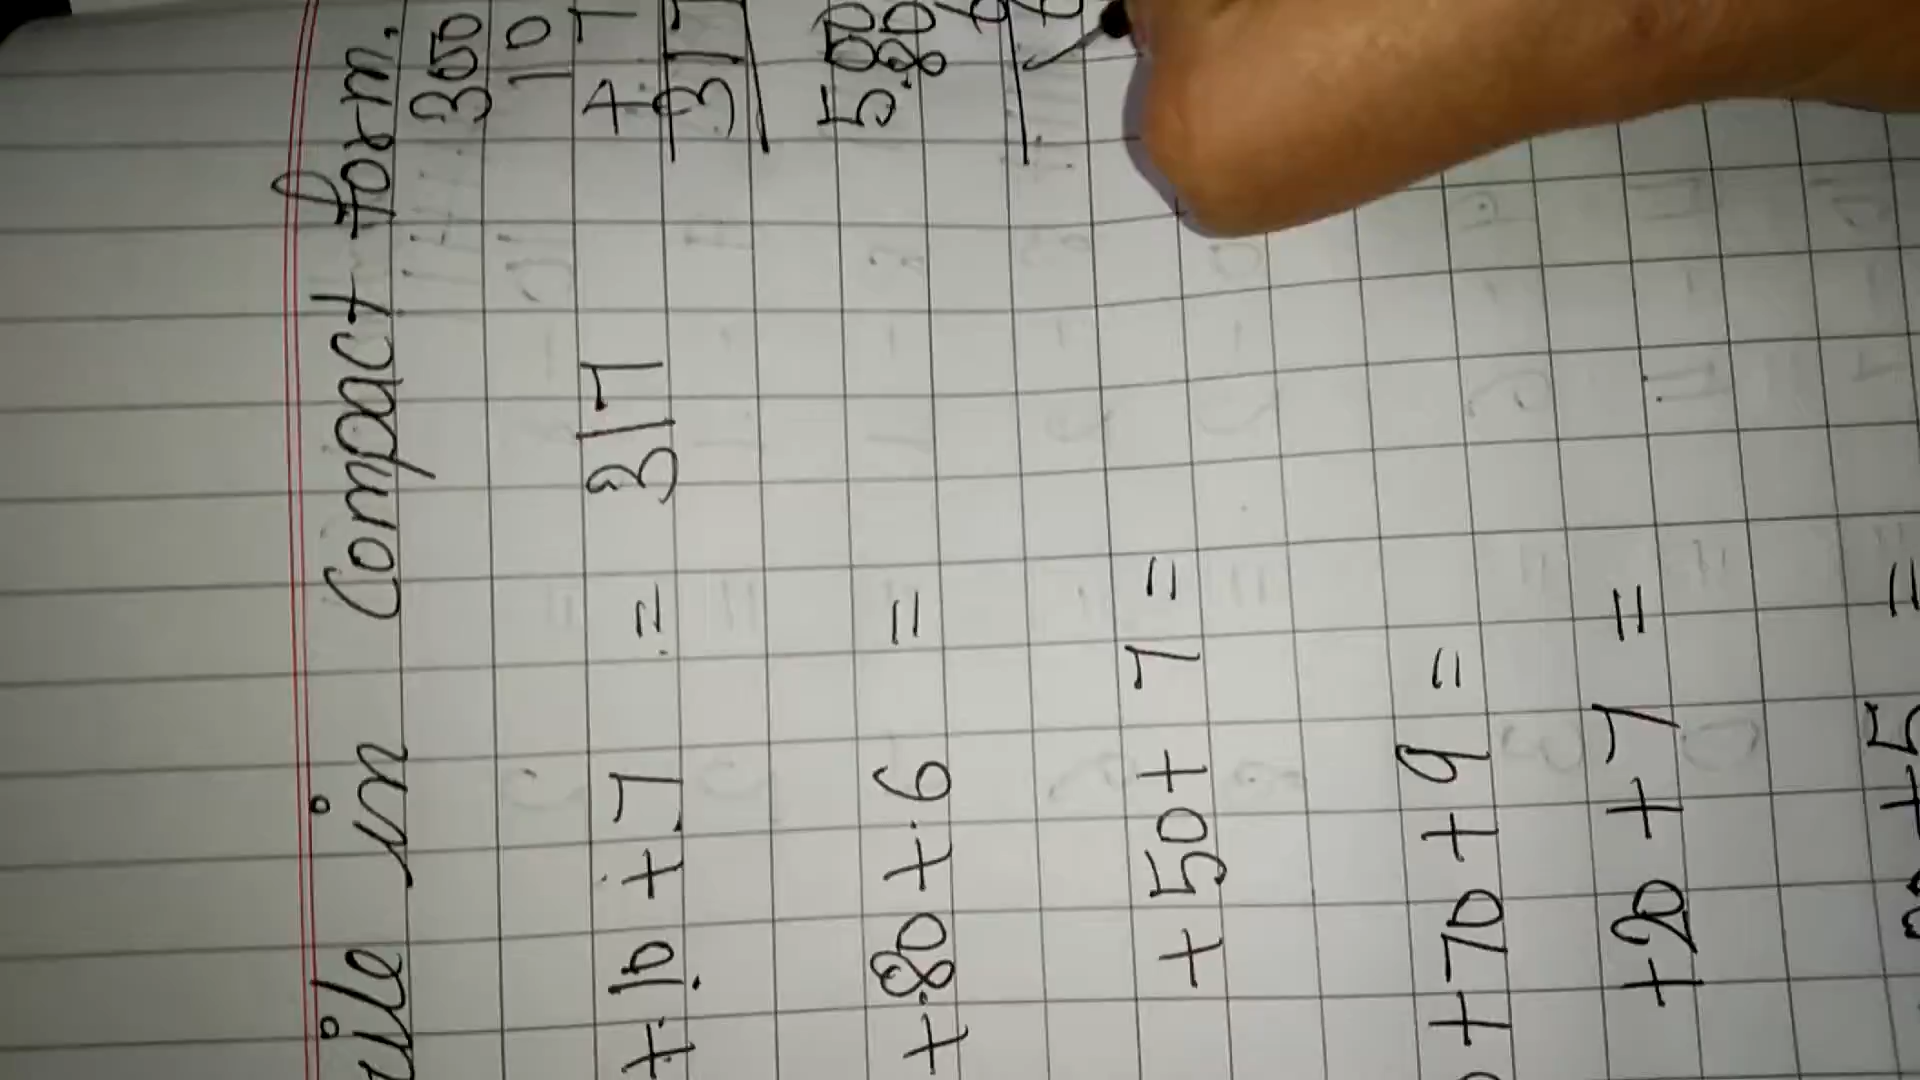 in Compact form.
+ 10 + 7 = 317
+ 80 + 6 =
+ 50 + 7 =
+ 70 + 9 =
+ 20 + 7 =
+ 5 =
300
10
+ 7
317
500
80